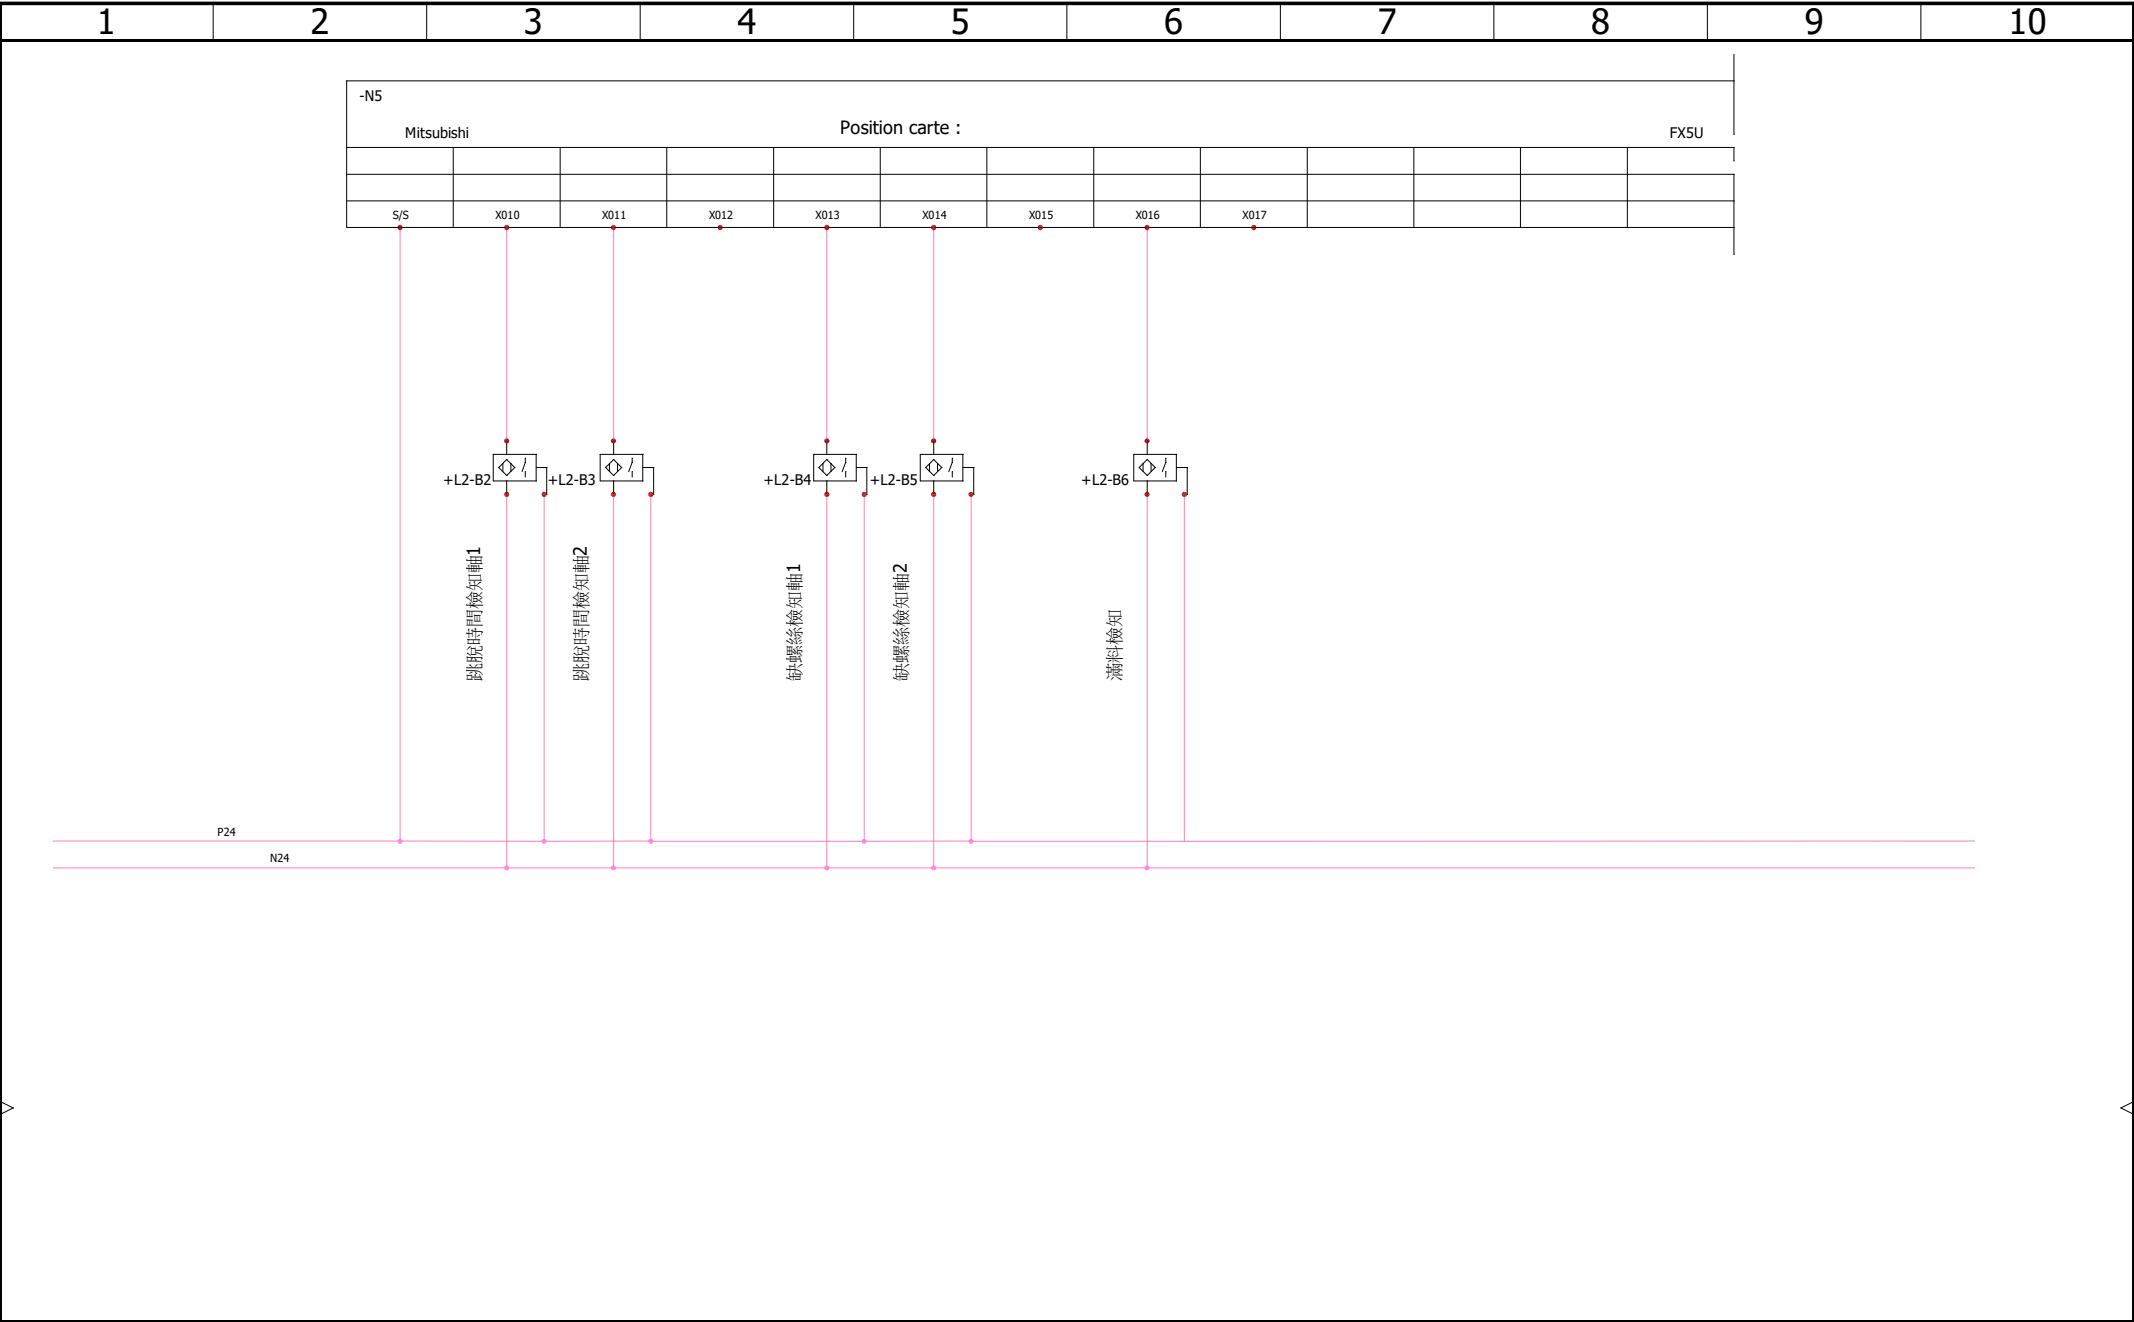 1 2 3 4 5 6 7 8 9 10
-N5
Position carte :
Mitsubishi FX5U
S/S X010 X011 X012 X013 X014 X015 X016 X017
+L2-B2 +L2-B3 +L2-B4 +L2-B5 +L2-B6
跳脫時間檢知軸1
跳脫時間檢知軸2
缺螺絲檢知軸1
缺螺絲檢知軸2
滿料檢知
P24
N24